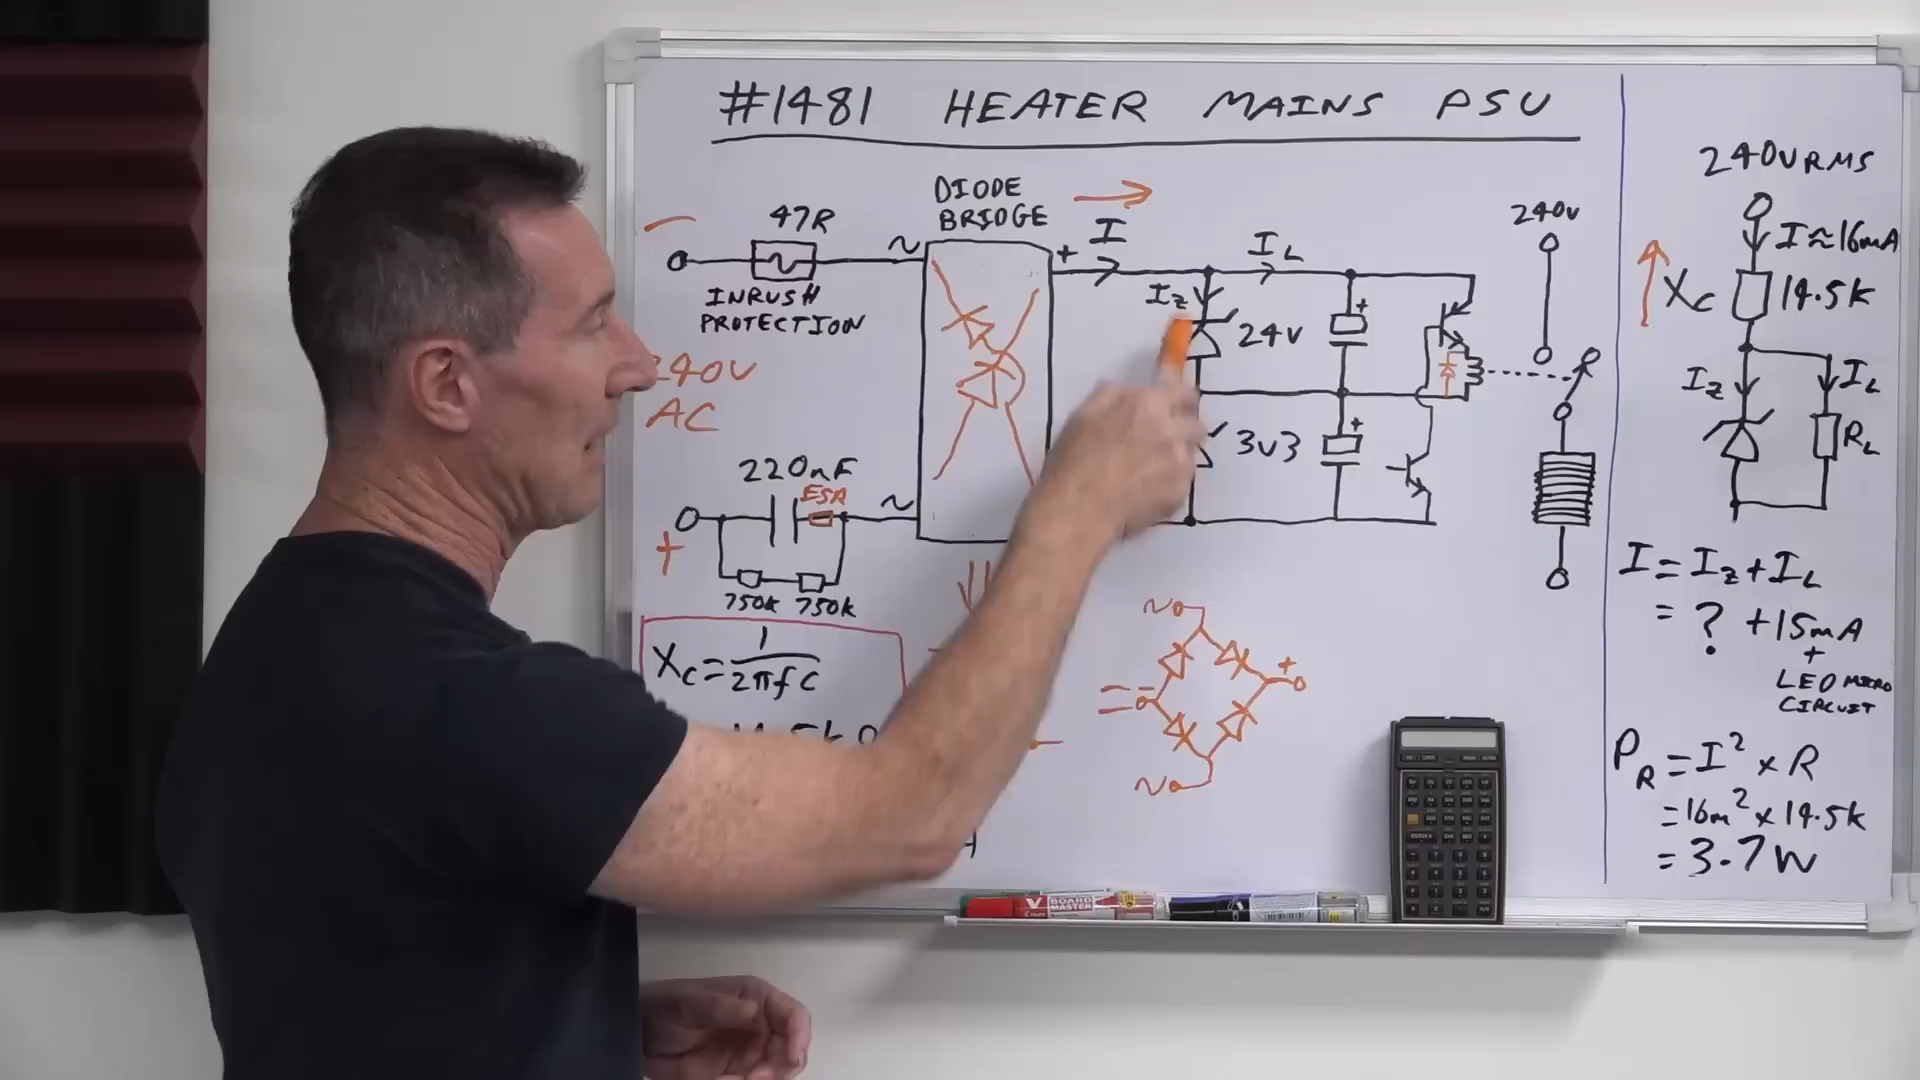 #1481 HEATER MAINS PSU
47R
INRUSH
PROTECTION
240V
AC
220nF
ESR
750k 750k
+
~
~
DIODE
BRIDGE
+
I
IL
IZ
24V
3V3
+
+
240V
XC = 1
2πfC
~
+
-
~
240VRMS
I≈16mA
XC
14.5k
IZ
IL
RL
I = IZ + IL
= ? + 15mA
+
LED MICRO
CIRCUIT
PR = I² x R
= 16m² x 14.5k
= 3.7W
V BOARD
MASTER